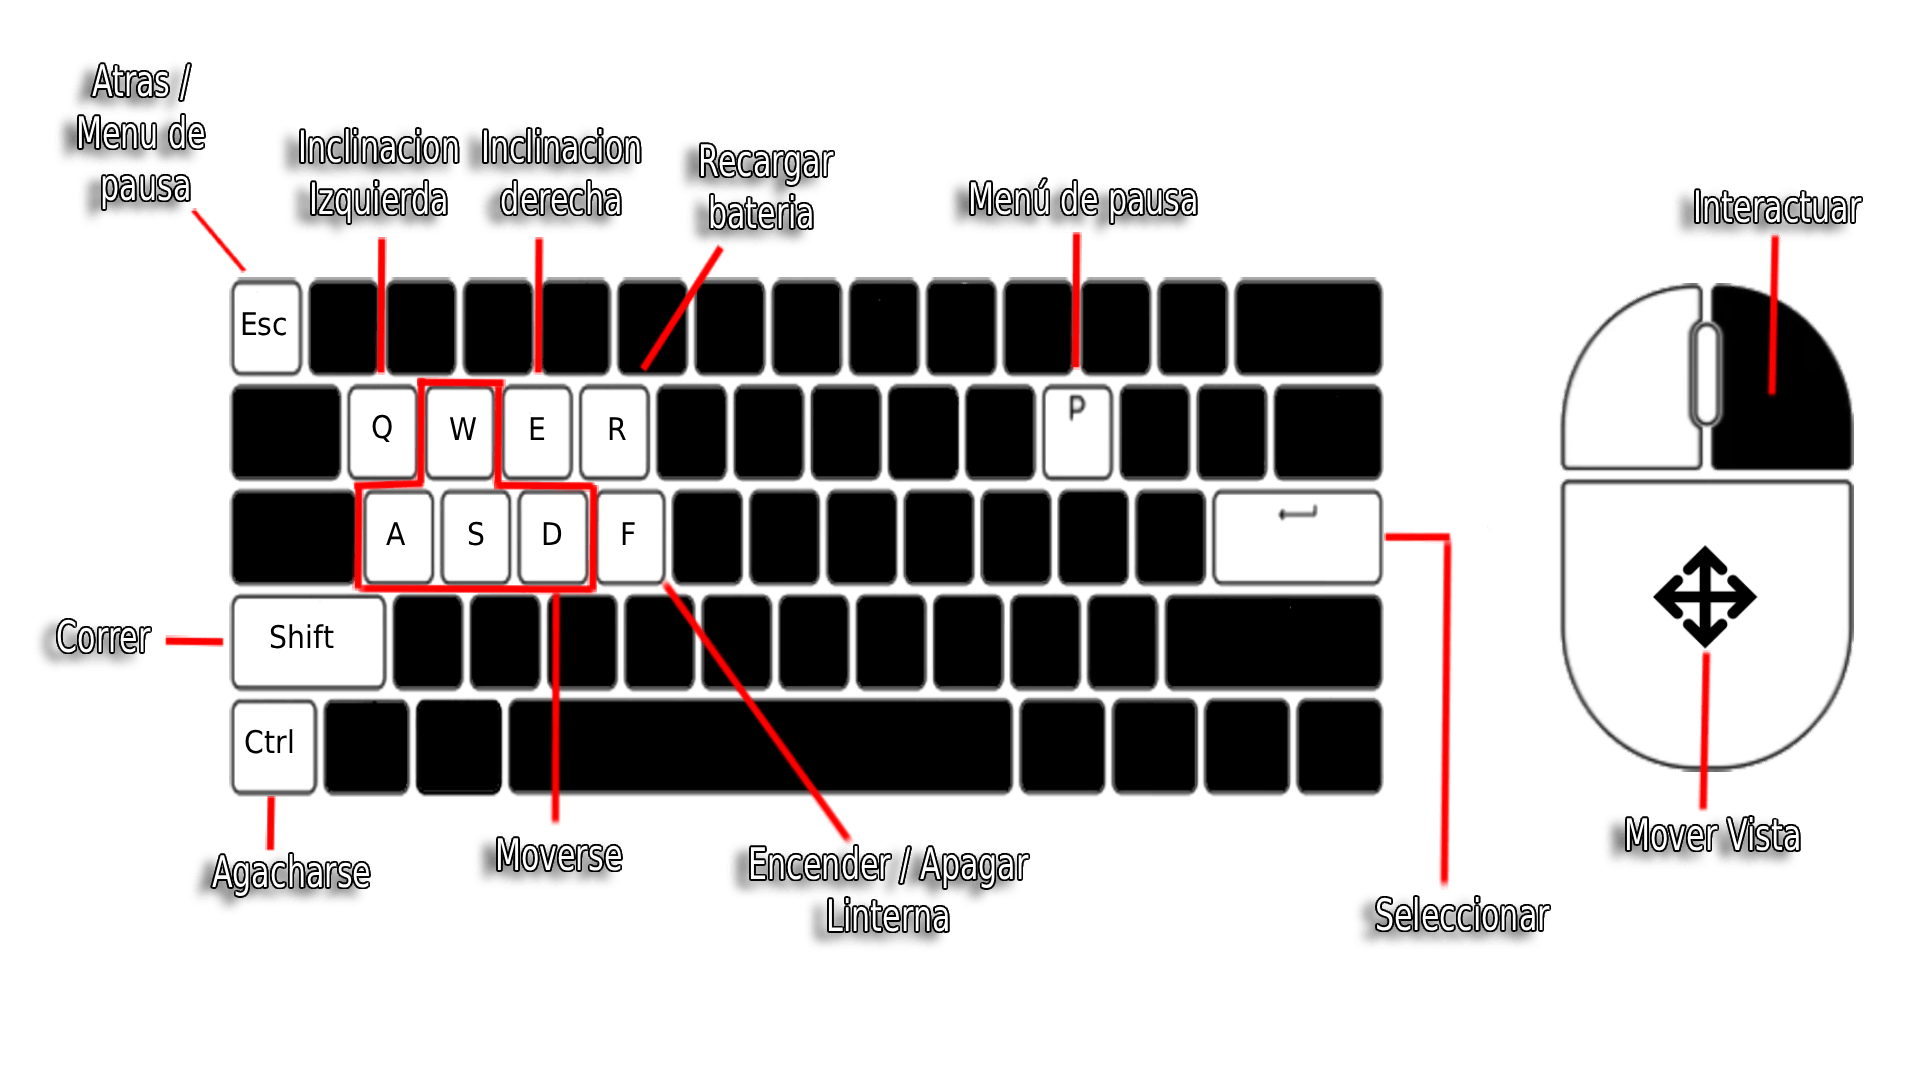 Atras /
Menu de
pausa
Inclinacion
Izquierda
Inclinacion
derecha
Recargar
bateria
Menú de pausa
Interactuar
Esc
Q
W
E
R
P
A
S
D
F
Correr
Shift
Ctrl
Agacharse
Moverse
Encender / Apagar
Linterna
Seleccionar
Mover Vista